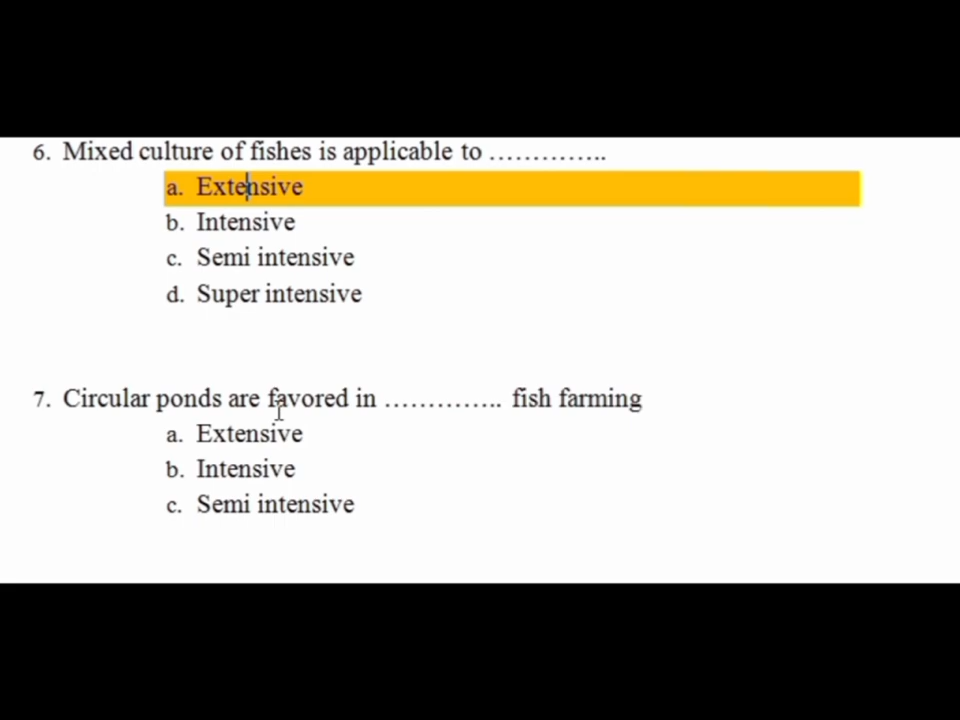 6. Mixed culture of fishes is applicable to …………..
a. Extensive
b. Intensive
c. Semi intensive
d. Super intensive
7. Circular ponds are favored in ………….. fish farming
a. Extensive
b. Intensive
c. Semi intensive